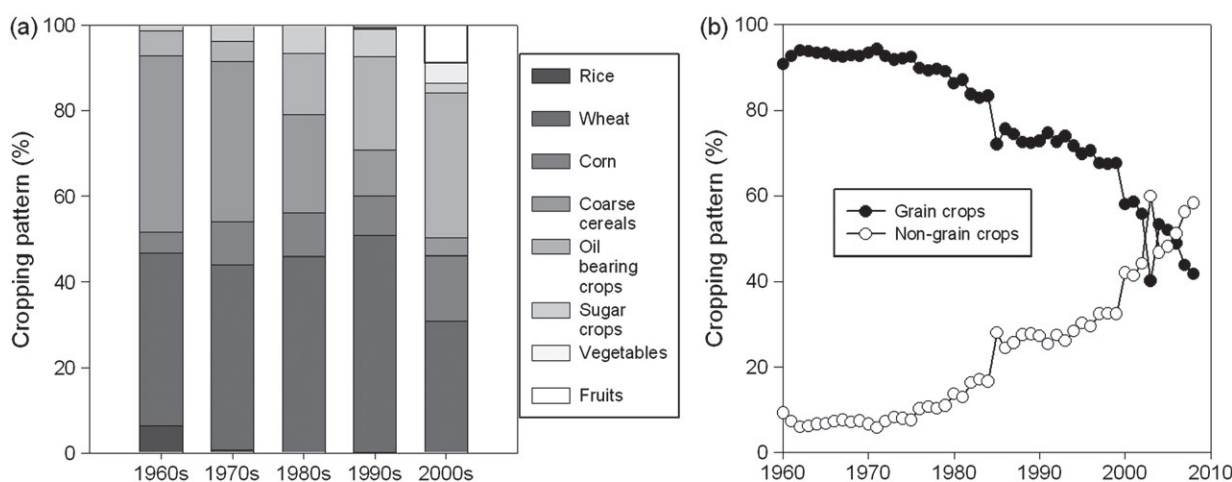 (a)
Cropping pattern (%)
100
80
60
40
20
0
1960s 1970s 1980s 1990s 2000s
Rice
Wheat
Corn
Coarse
cereals
Oil
bearing
crops
Sugar
crops
Vegetables
Fruits
(b)
Cropping pattern (%)
100
80
60
40
20
0
1960 1970 1980 1990 2000 2010
Grain crops
Non-grain crops